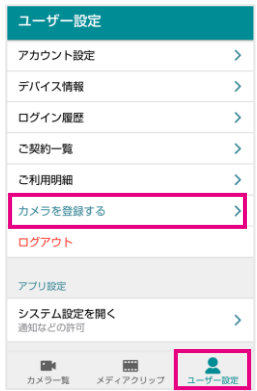 ユーザー設定
アカウント設定
デバイス情報
ログイン履歴
ご契約一覧
ご利用明細
カメラを登録する
ログアウト
アプリ設定
システム設定を開く
通知などの許可
カメラ一覧 メディアクリップ ユーザー設定